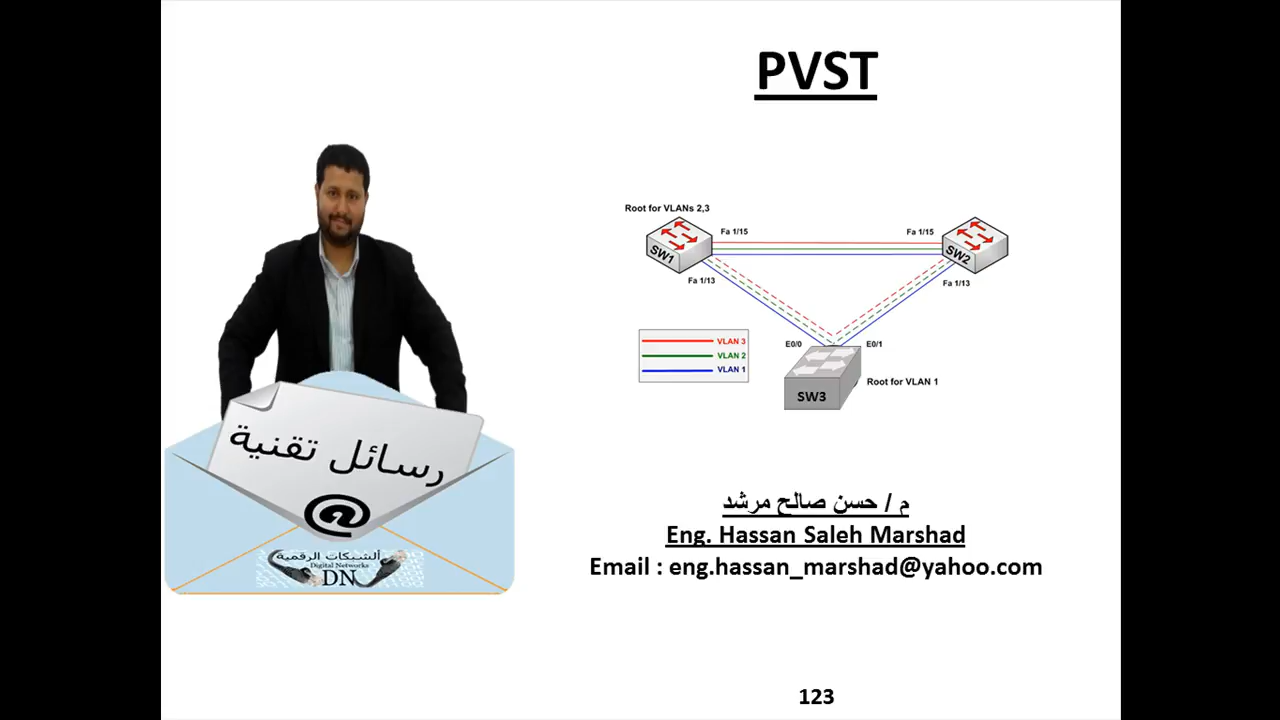 PVST
Root for VLANs 2,3
Fa 1/15
Fa 1/15
SW1
SW2
Fa 1/13
Fa 1/13
VLAN 3
VLAN 2
VLAN 1
E0/0
E0/1
Root for VLAN 1
SW3
رسائل تقنية
@
الشبكات الرقمية
Digital Networks
DN
م / حسن صالح مرشد
Eng. Hassan Saleh Marshad
Email : eng.hassan_marshad@yahoo.com
123